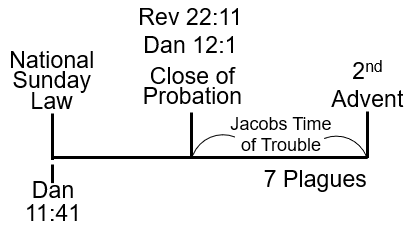 Rev 22:11
Dan 12:1
National
Sunday
Law
Close of
Probation
2nd
Advent
Jacobs Time
of Trouble
7 Plagues
Dan
11:41